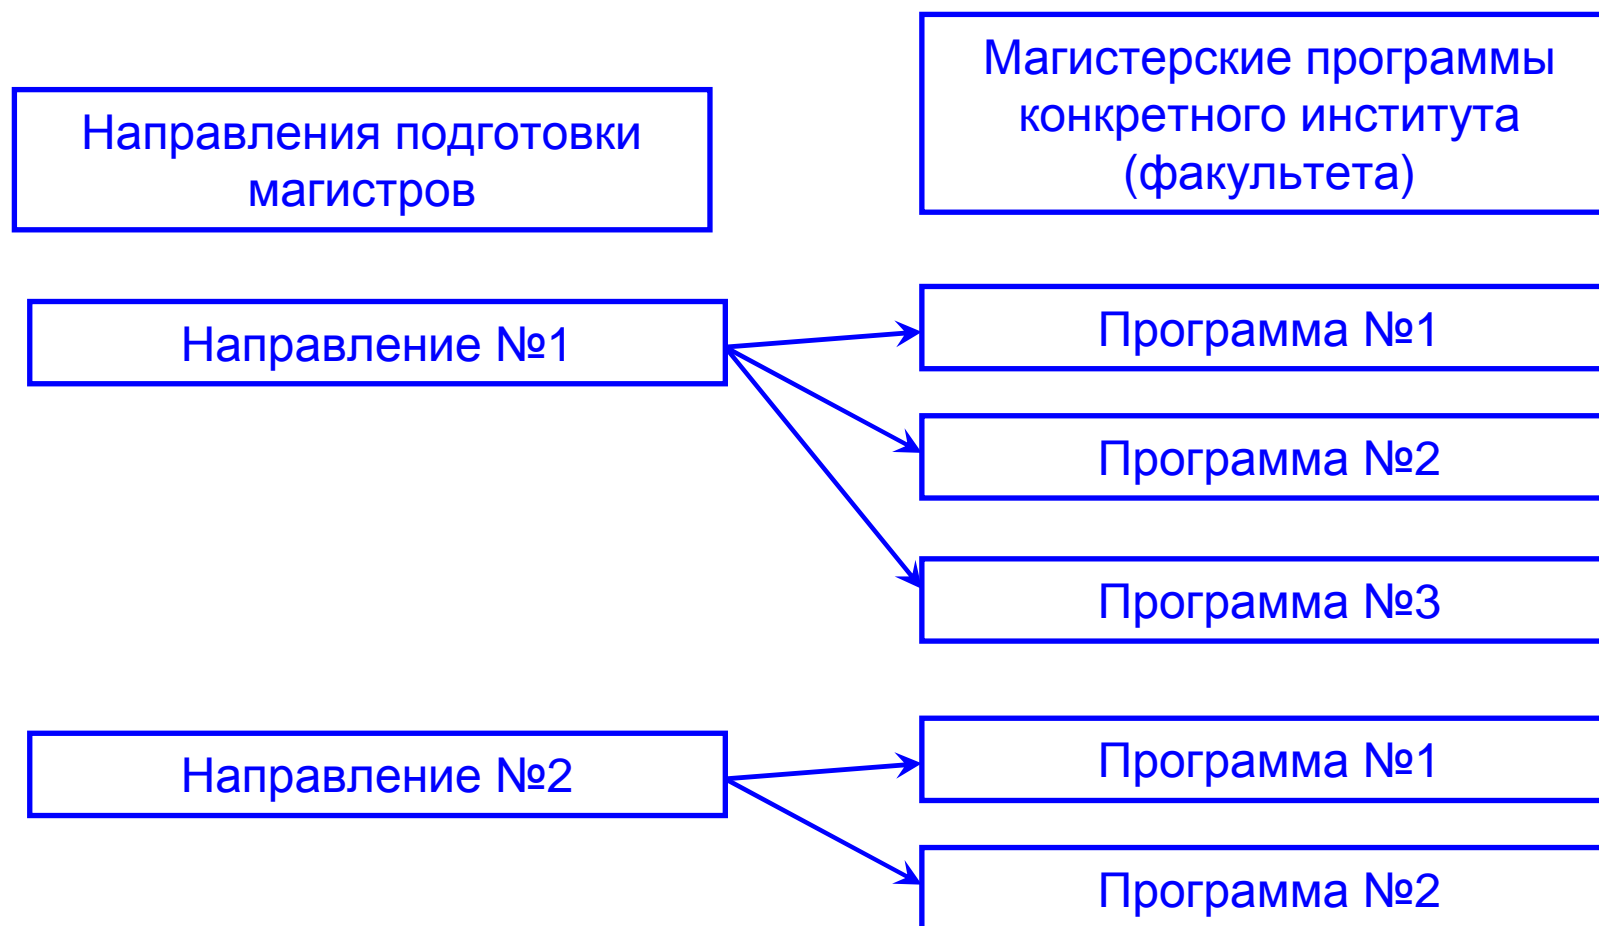 Направления подготовки
магистров
Магистерские программы
конкретного института
(факультета)
Направление №1
Программа №1
Программа №2
Программа №3
Направление №2
Программа №1
Программа №2